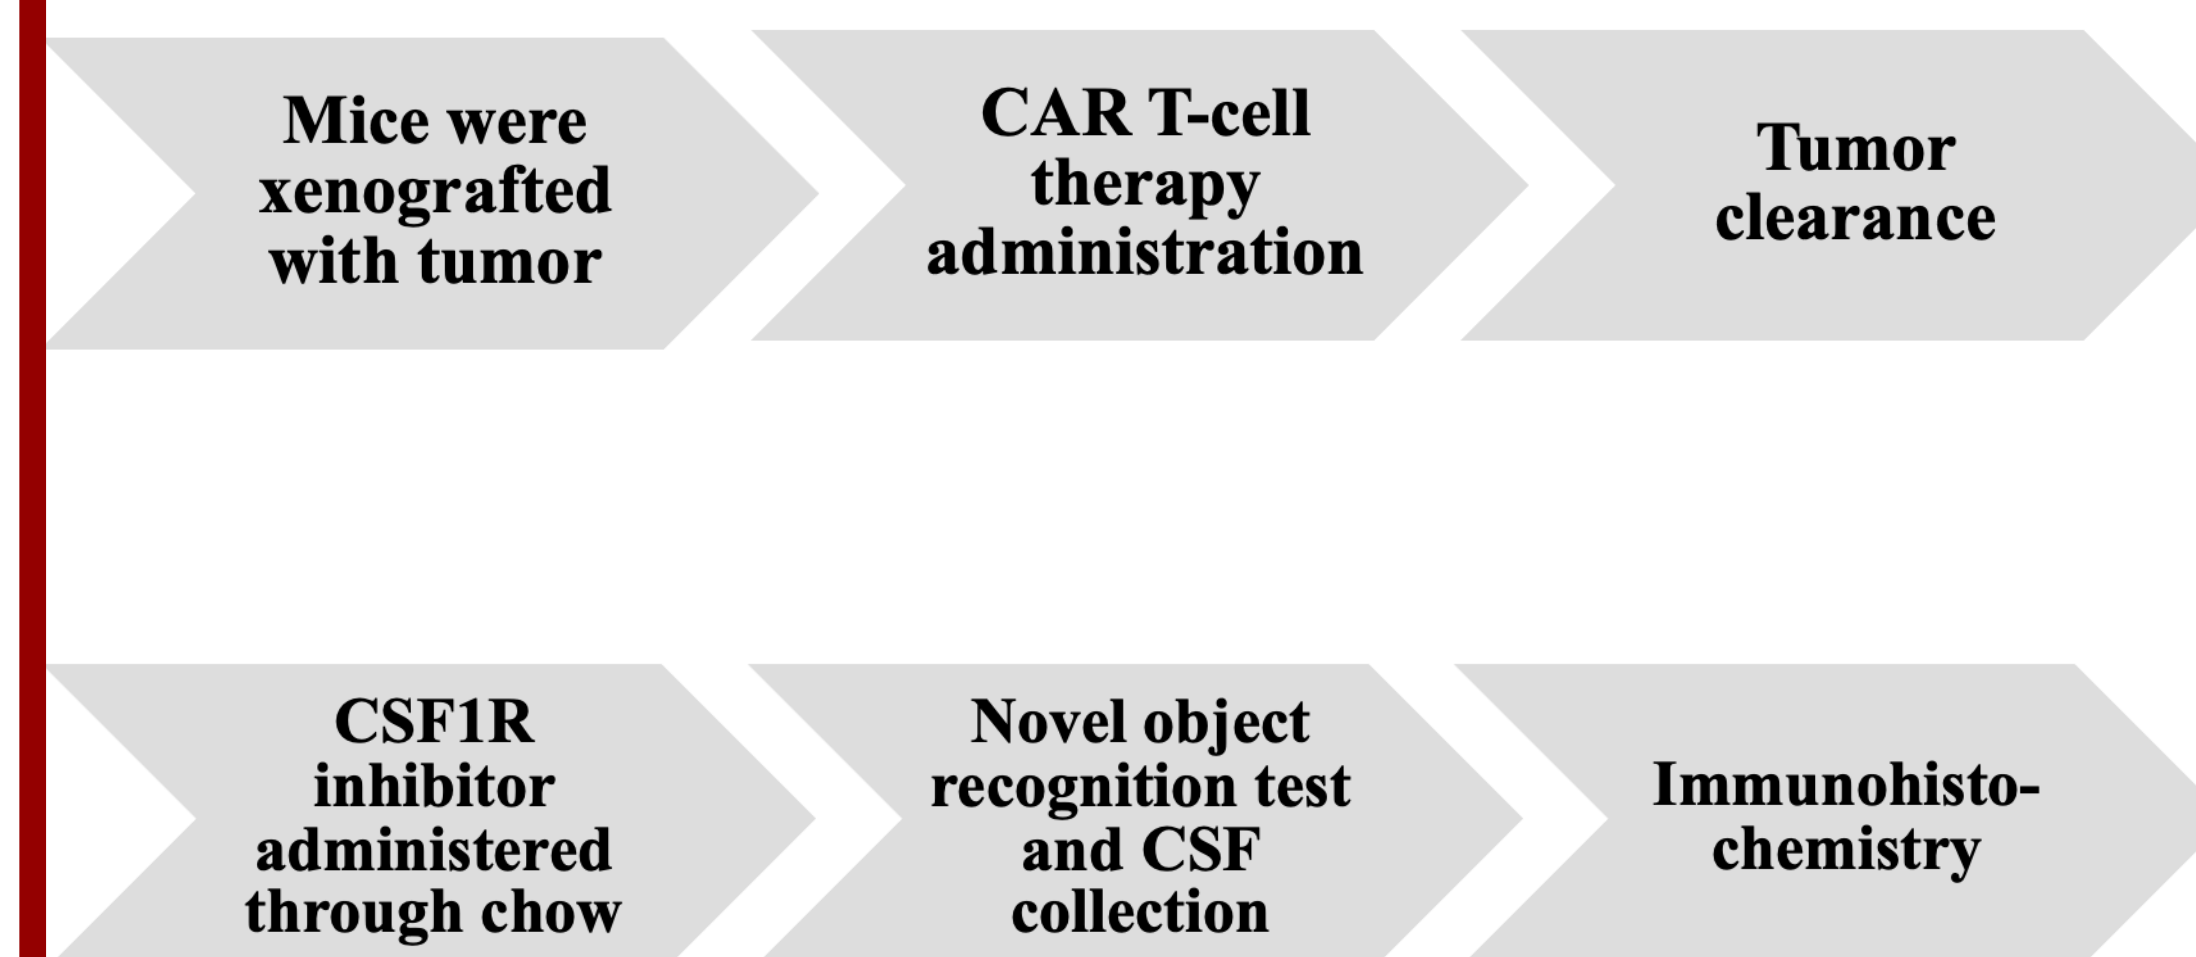 Mice were
xenografted
with tumor
CAR T-cell
therapy
administration
Tumor
clearance
CSF1R
inhibitor
administered
through chow
Novel object
recognition test
and CSF
collection
Immunohisto-
chemistry